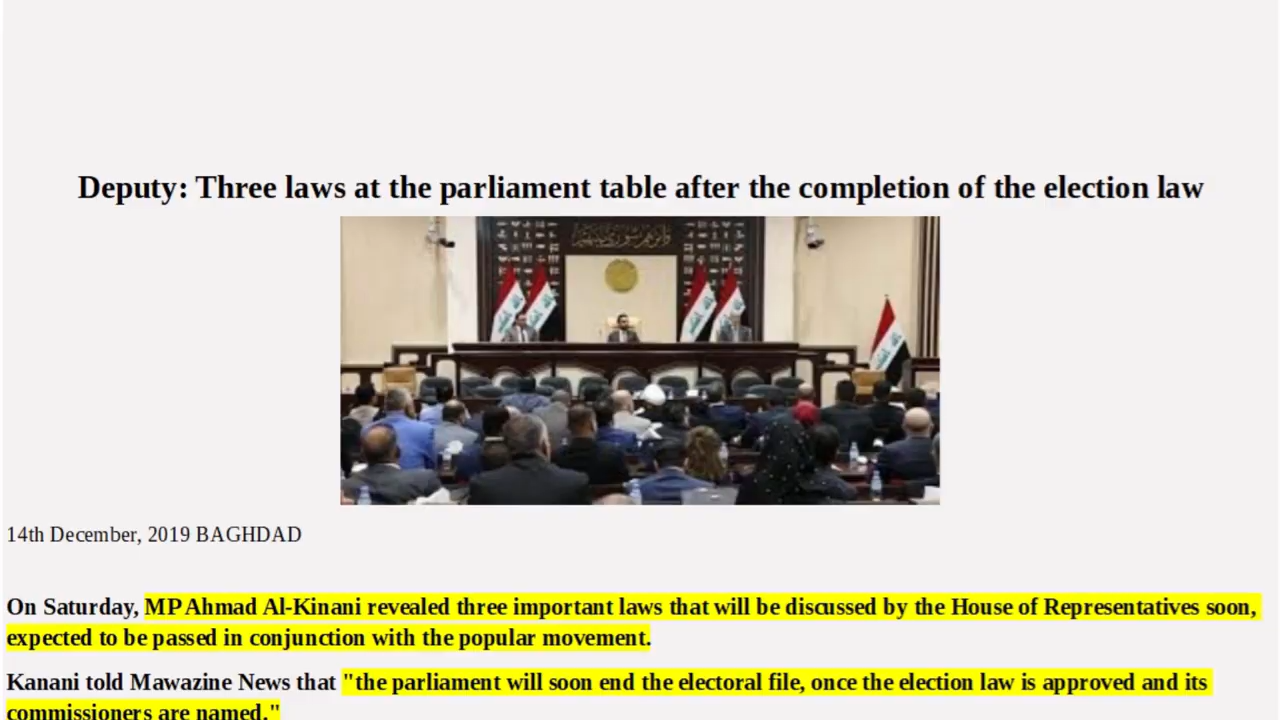 Deputy: Three laws at the parliament table after the completion of the election law
14th December, 2019 BAGHDAD
On Saturday, MP Ahmad Al-Kinani revealed three important laws that will be discussed by the House of Representatives soon,
expected to be passed in conjunction with the popular movement.
Kanani told Mawazine News that "the parliament will soon end the electoral file, once the election law is approved and its
commissioners are named."